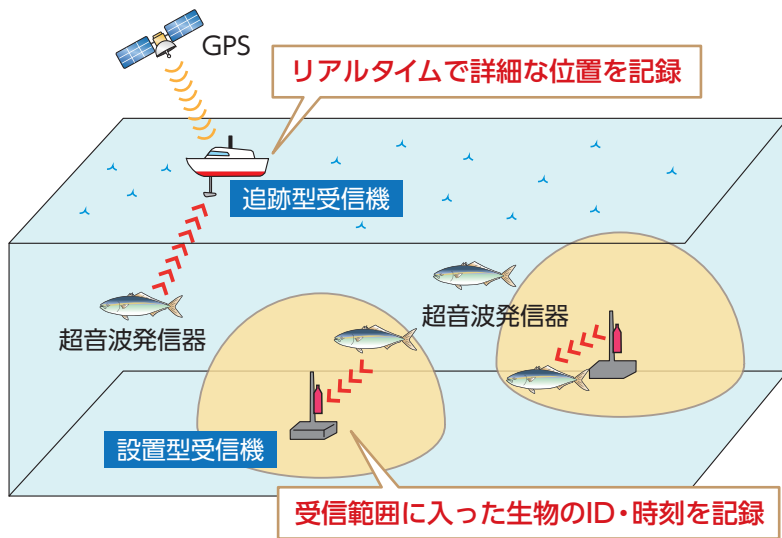 GPS
リアルタイムで詳細な位置を記録
追跡型受信機
超音波発信器
超音波発信器
設置型受信機
受信範囲に入った生物のID・時刻を記録